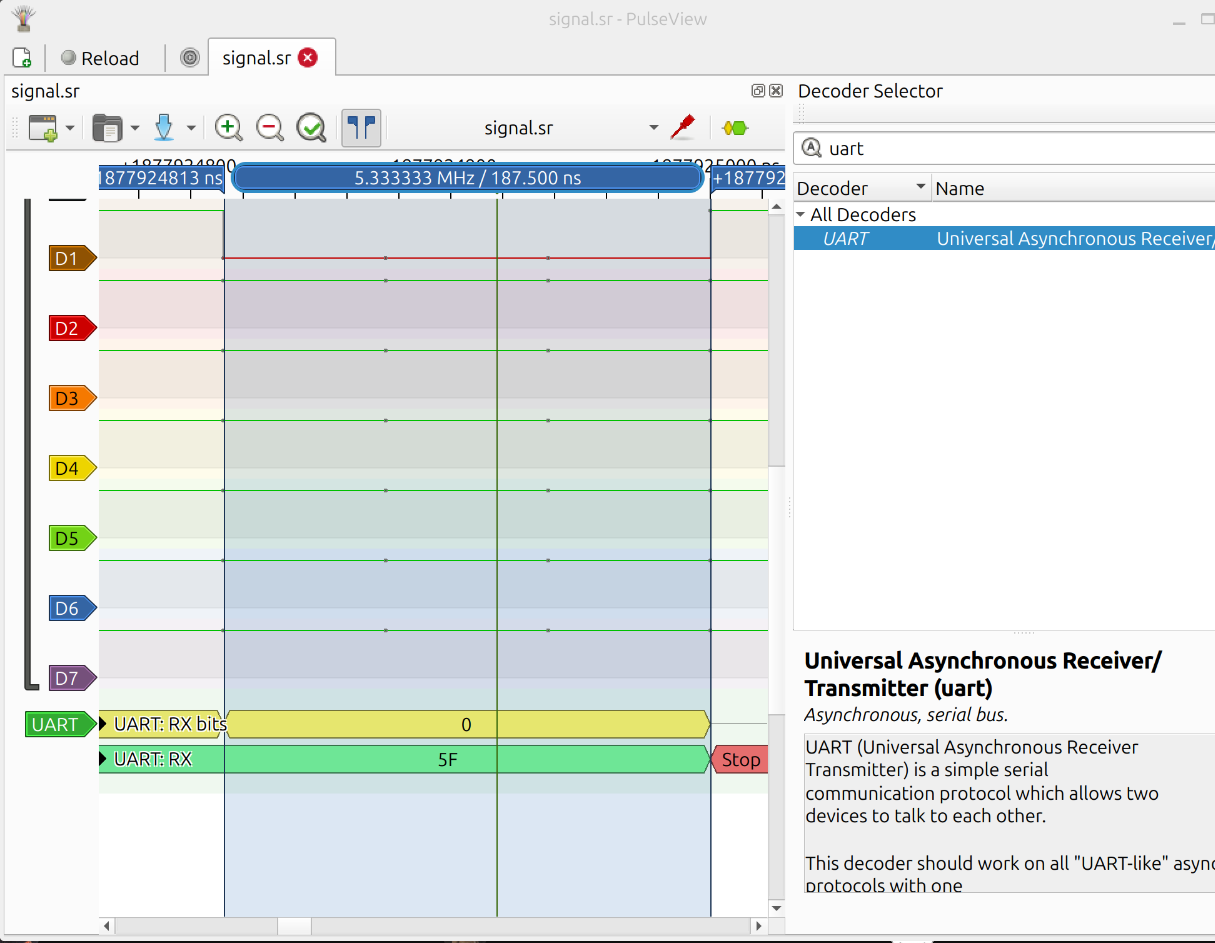 signal.sr - PulseView
Reload
signal.sr
signal.sr
Decoder Selector
signal.sr
uart
+1877924800
+1877925000 ns
1877924813 ns
5.333333 MHz / 187.500 ns
+187792
Decoder
Name
All Decoders
UART
Universal Asynchronous Receiver/
D1
D2
D3
D4
D5
D6
D7
UART
UART: RX bits
0
UART: RX
5F
Stop
Universal Asynchronous Receiver/
Transmitter (uart)
Asynchronous, serial bus.
UART (Universal Asynchronous Receiver
Transmitter) is a simple serial
communication protocol which allows two
devices to talk to each other.
This decoder should work on all "UART-like" async
protocols with one